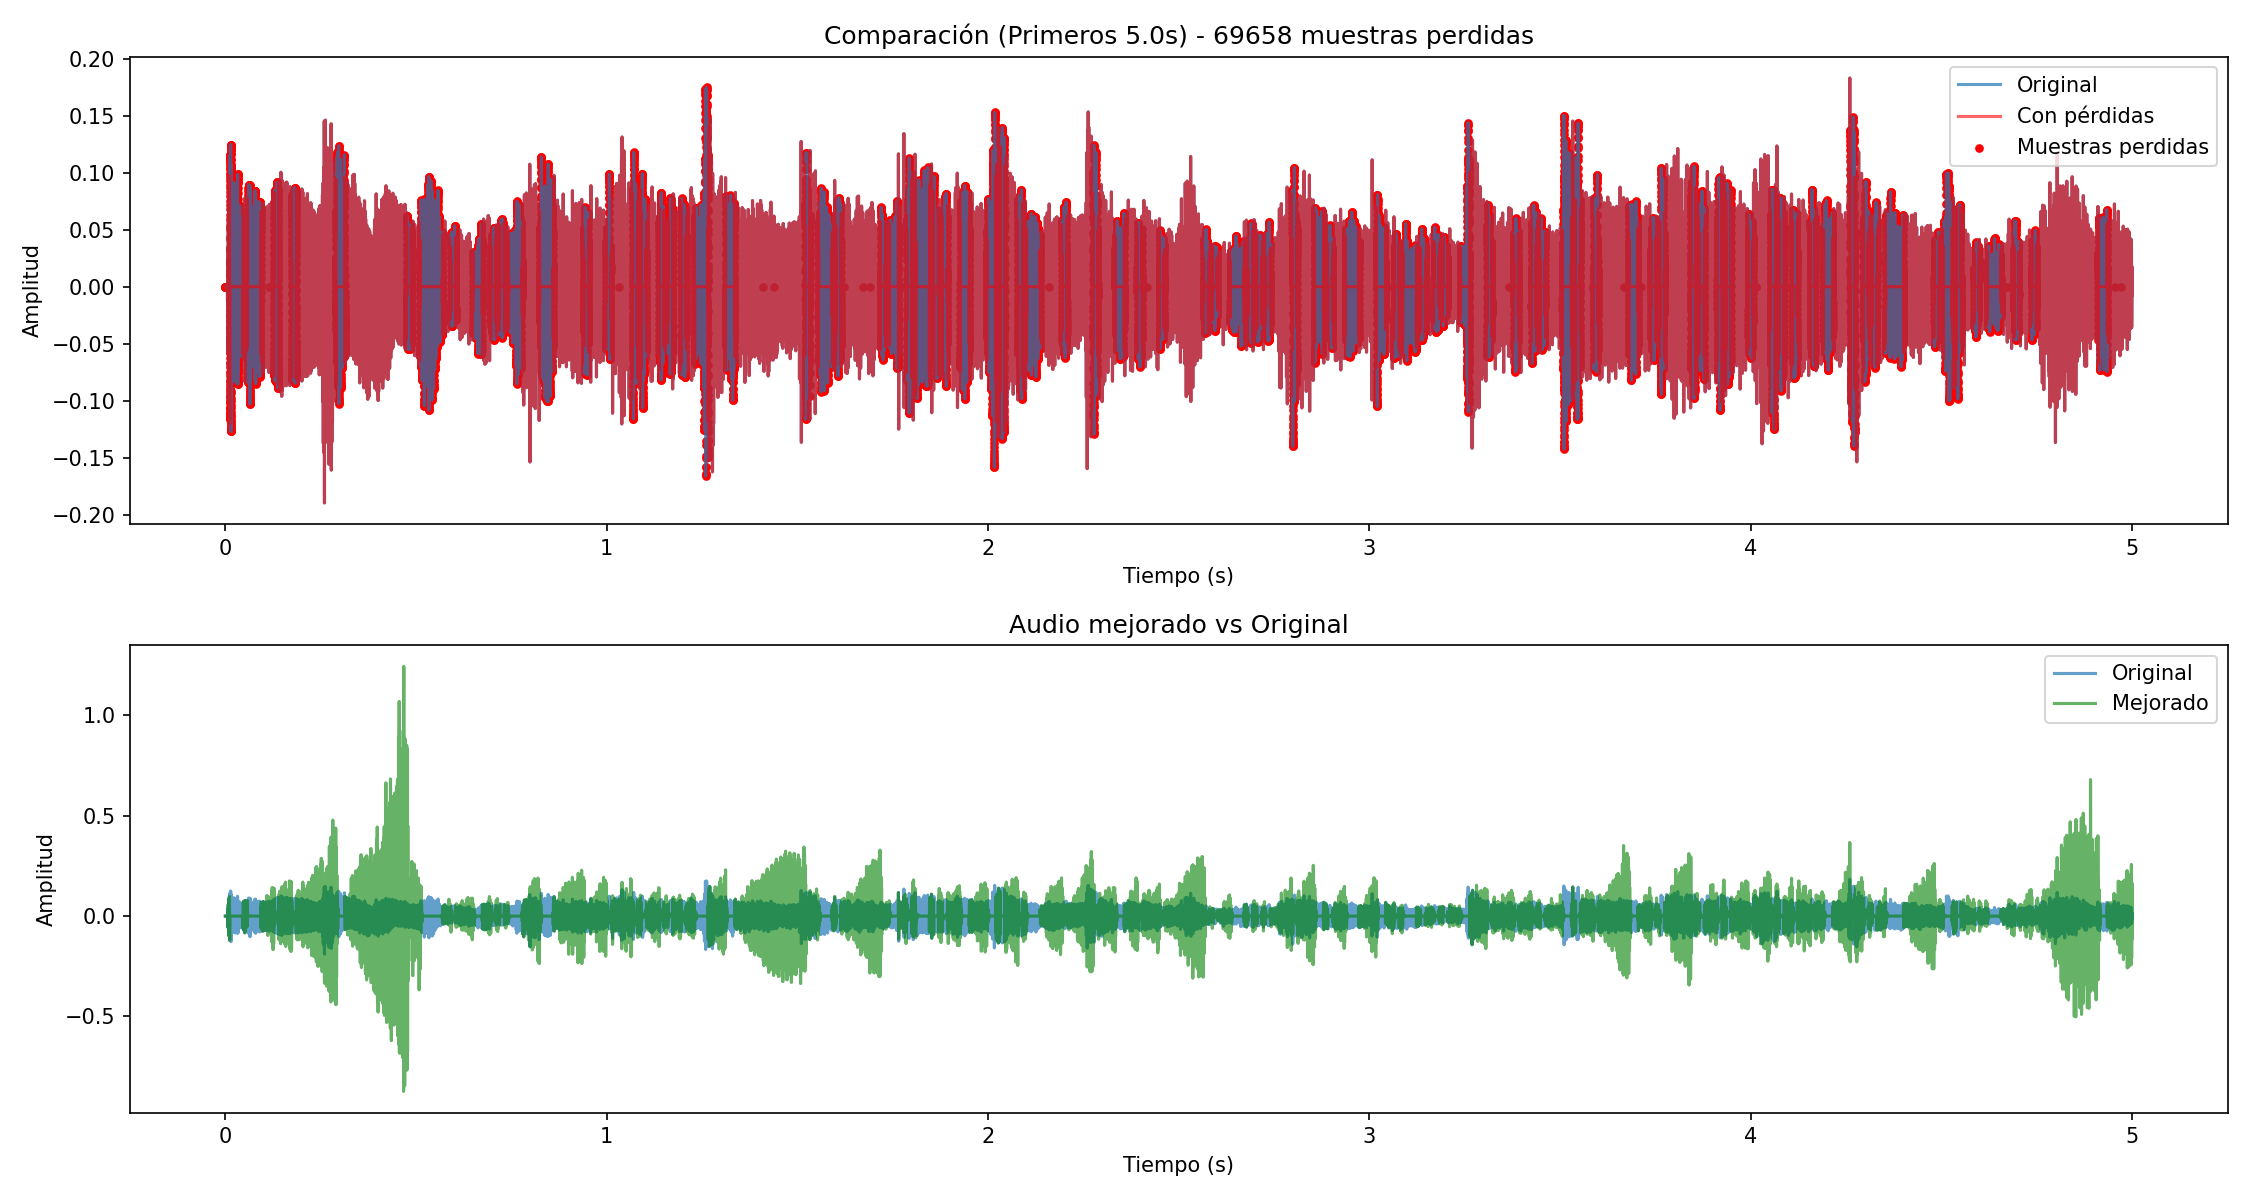 Comparación (Primeros 5.0s) - 69658 muestras perdidas
0.20
0.15
0.10
0.05
0.00
−0.05
−0.10
−0.15
−0.20
Amplitud
Original
Con pérdidas
Muestras perdidas
0 1 2 3 4 5
Tiempo (s)
Audio mejorado vs Original
1.0
0.5
0.0
−0.5
Amplitud
Original
Mejorado
0 1 2 3 4 5
Tiempo (s)